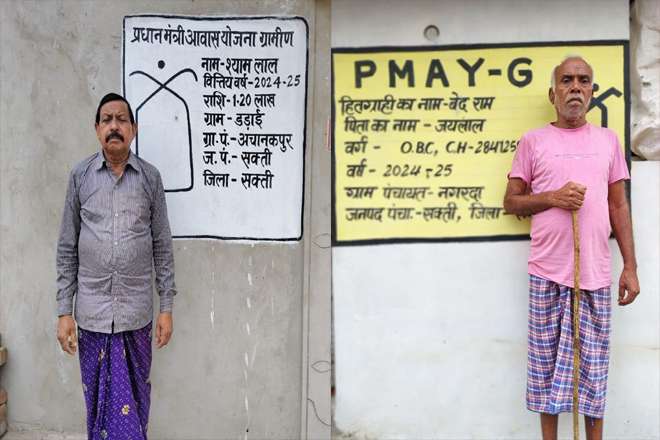 प्रधान मंत्री आवास योजना ग्रामीण
नाम-श्याम लाल
वित्तिय वर्ष-2024-25
राशि-1.20 लाख
ग्राम-डड़ाई
ग्रा.पं.-अचानकपुर
ज.पं.-सक्ती
जिला-सक्ती
PMAY-G
हितग्राही का नाम-बेद राम
पिता का नाम-जयलाल
वर्ग- O.B.C, CH-2841259
वर्ष-2024-25
ग्राम पंचायत-नगरदा
जनपद पंचा.-सक्ती, जिला-